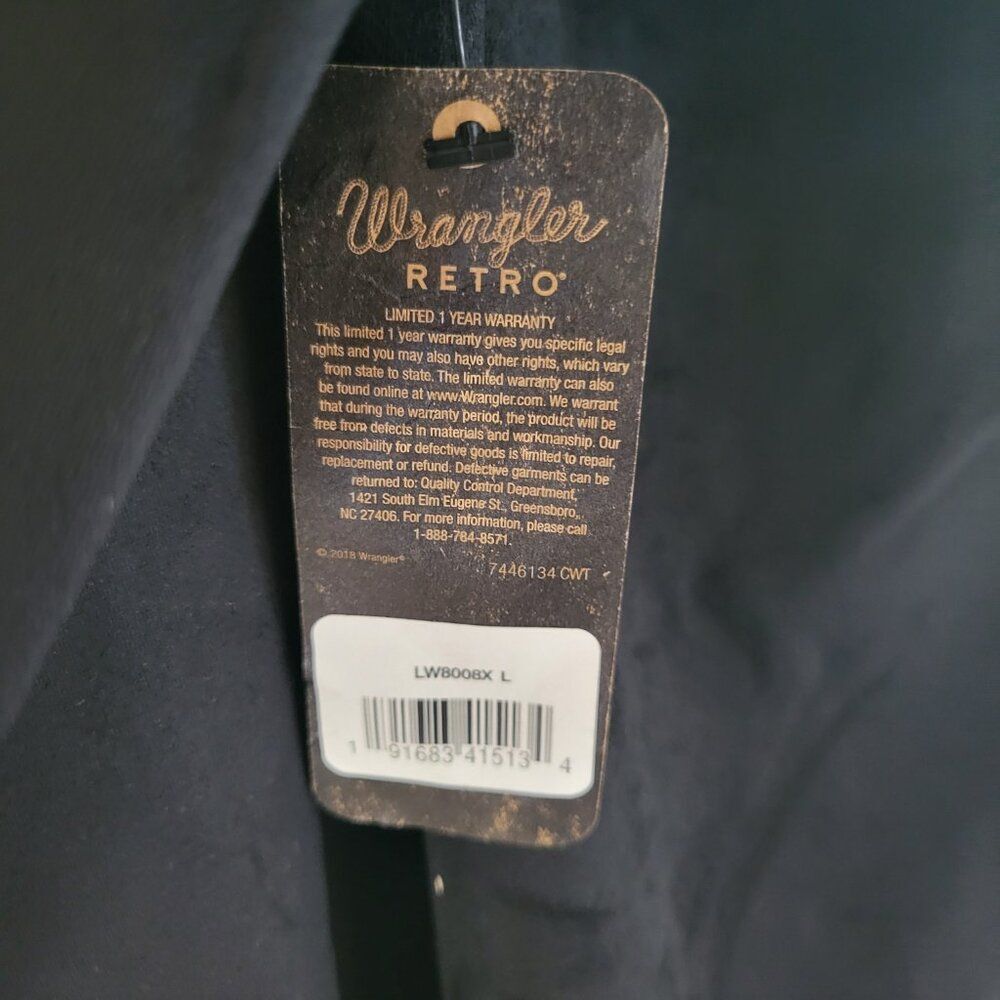 Wrangler
RETRO®
LIMITED 1 YEAR WARRANTY
This limited 1 year warranty gives you specific legal
rights and you may also have other rights, which vary
from state to state. The limited warranty can also
be found online at www.Wrangler.com. We warrant
that during the warranty period, the product will be
free from defects in materials and workmanship. Our
responsibility for defective goods is limited to repair,
replacement or refund. Defective garments can be
returned to: Quality Control Department,
1421 South Elm Eugene St., Greensboro,
NC 27406. For more information, please call
1-888-784-8571.
© 2018 Wrangler®
7446134 CWT
LW8008X L
1 91683 41513 4